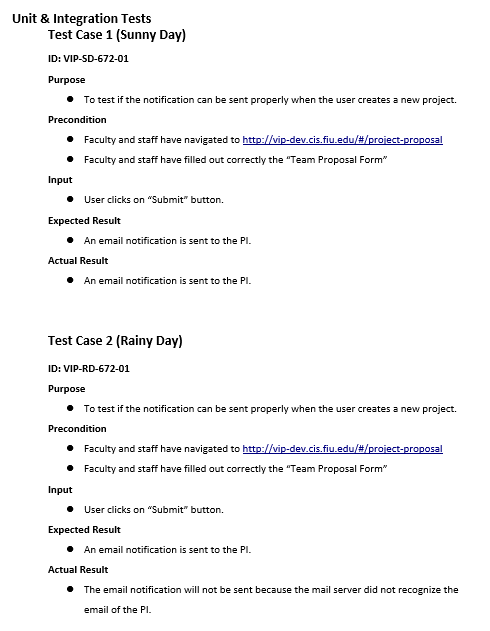 Unit & Integration Tests
Test Case 1 (Sunny Day)
ID: VIP-SD-672-01
Purpose
● To test if the notification can be sent properly when the user creates a new project.
Precondition
● Faculty and staff have navigated to http://vip-dev.cis.fiu.edu/#/project-proposal
● Faculty and staff have filled out correctly the “Team Proposal Form”
Input
● User clicks on “Submit” button.
Expected Result
● An email notification is sent to the PI.
Actual Result
● An email notification is sent to the PI.
Test Case 2 (Rainy Day)
ID: VIP-RD-672-01
Purpose
● To test if the notification can be sent properly when the user creates a new project.
Precondition
● Faculty and staff have navigated to http://vip-dev.cis.fiu.edu/#/project-proposal
● Faculty and staff have filled out correctly the “Team Proposal Form”
Input
● User clicks on “Submit” button.
Expected Result
● An email notification is sent to the PI.
Actual Result
● The email notification will not be sent because the mail server did not recognize the
email of the PI.